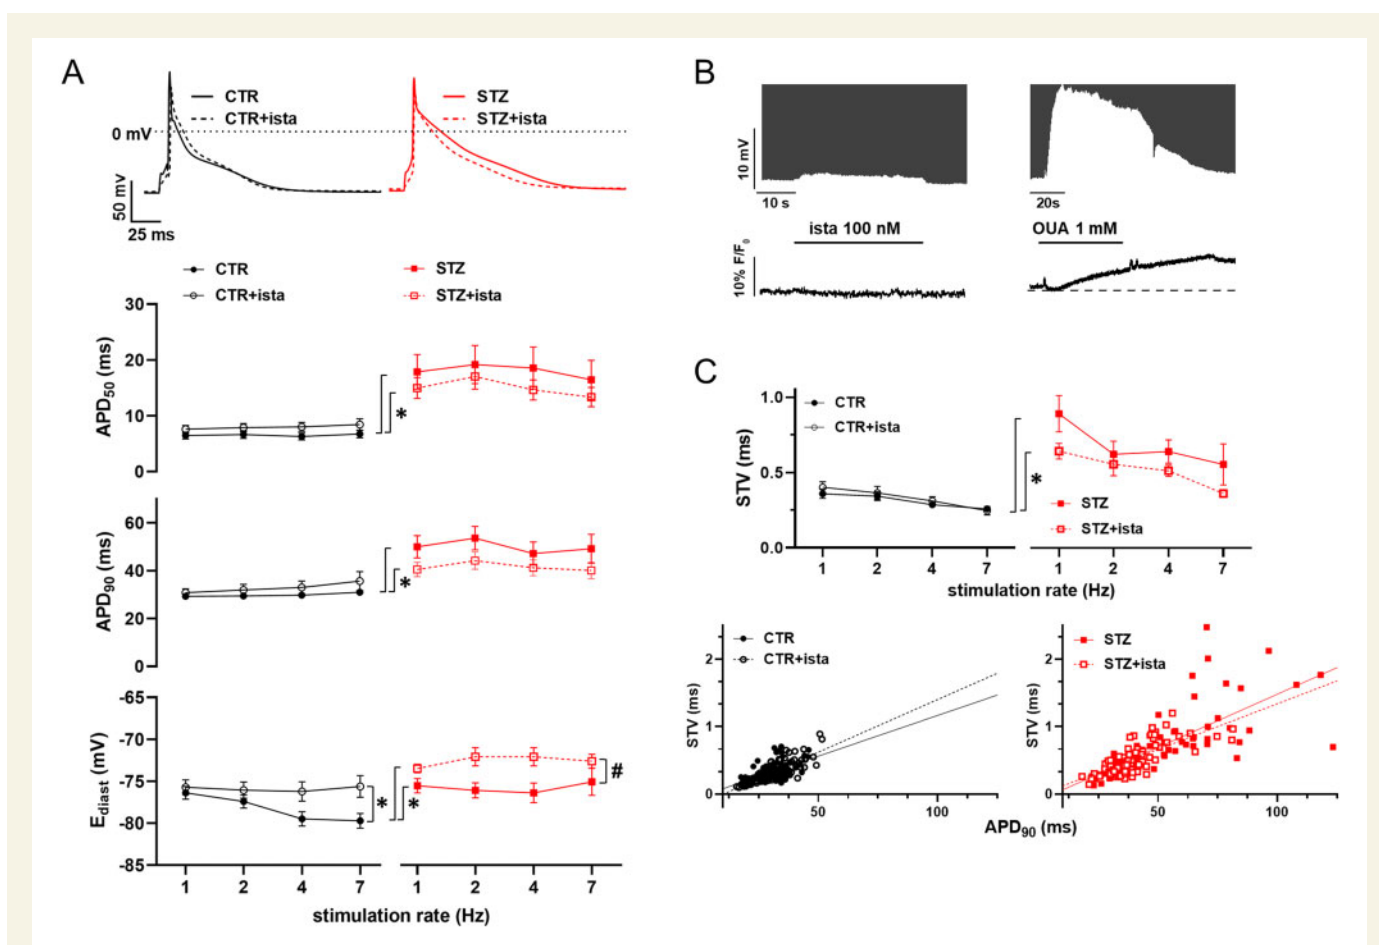 A
CTR
CTR+ista
STZ
STZ+ista
0 mV
50 mV
25 ms
CTR
CTR+ista
STZ
STZ+ista
30
20
10
0
APD50 (ms)
*
60
40
20
0
APD90 (ms)
*
-65
-70
-75
-80
-85
Ediast (mV)
*
*
#
1 2 4 7
1 2 4 7
stimulation rate (Hz)
B
10 mV
10 s
20s
ista 100 nM
OUA 1 mM
10% F/F0
C
CTR
CTR+ista
1.0
0.5
0.0
STV (ms)
*
STZ
STZ+ista
1 2 4 7
1 2 4 7
stimulation rate (Hz)
CTR
CTR+ista
2
1
0
STV (ms)
50 100
STZ
STZ+ista
2
1
0
STV (ms)
50 100
APD90 (ms)